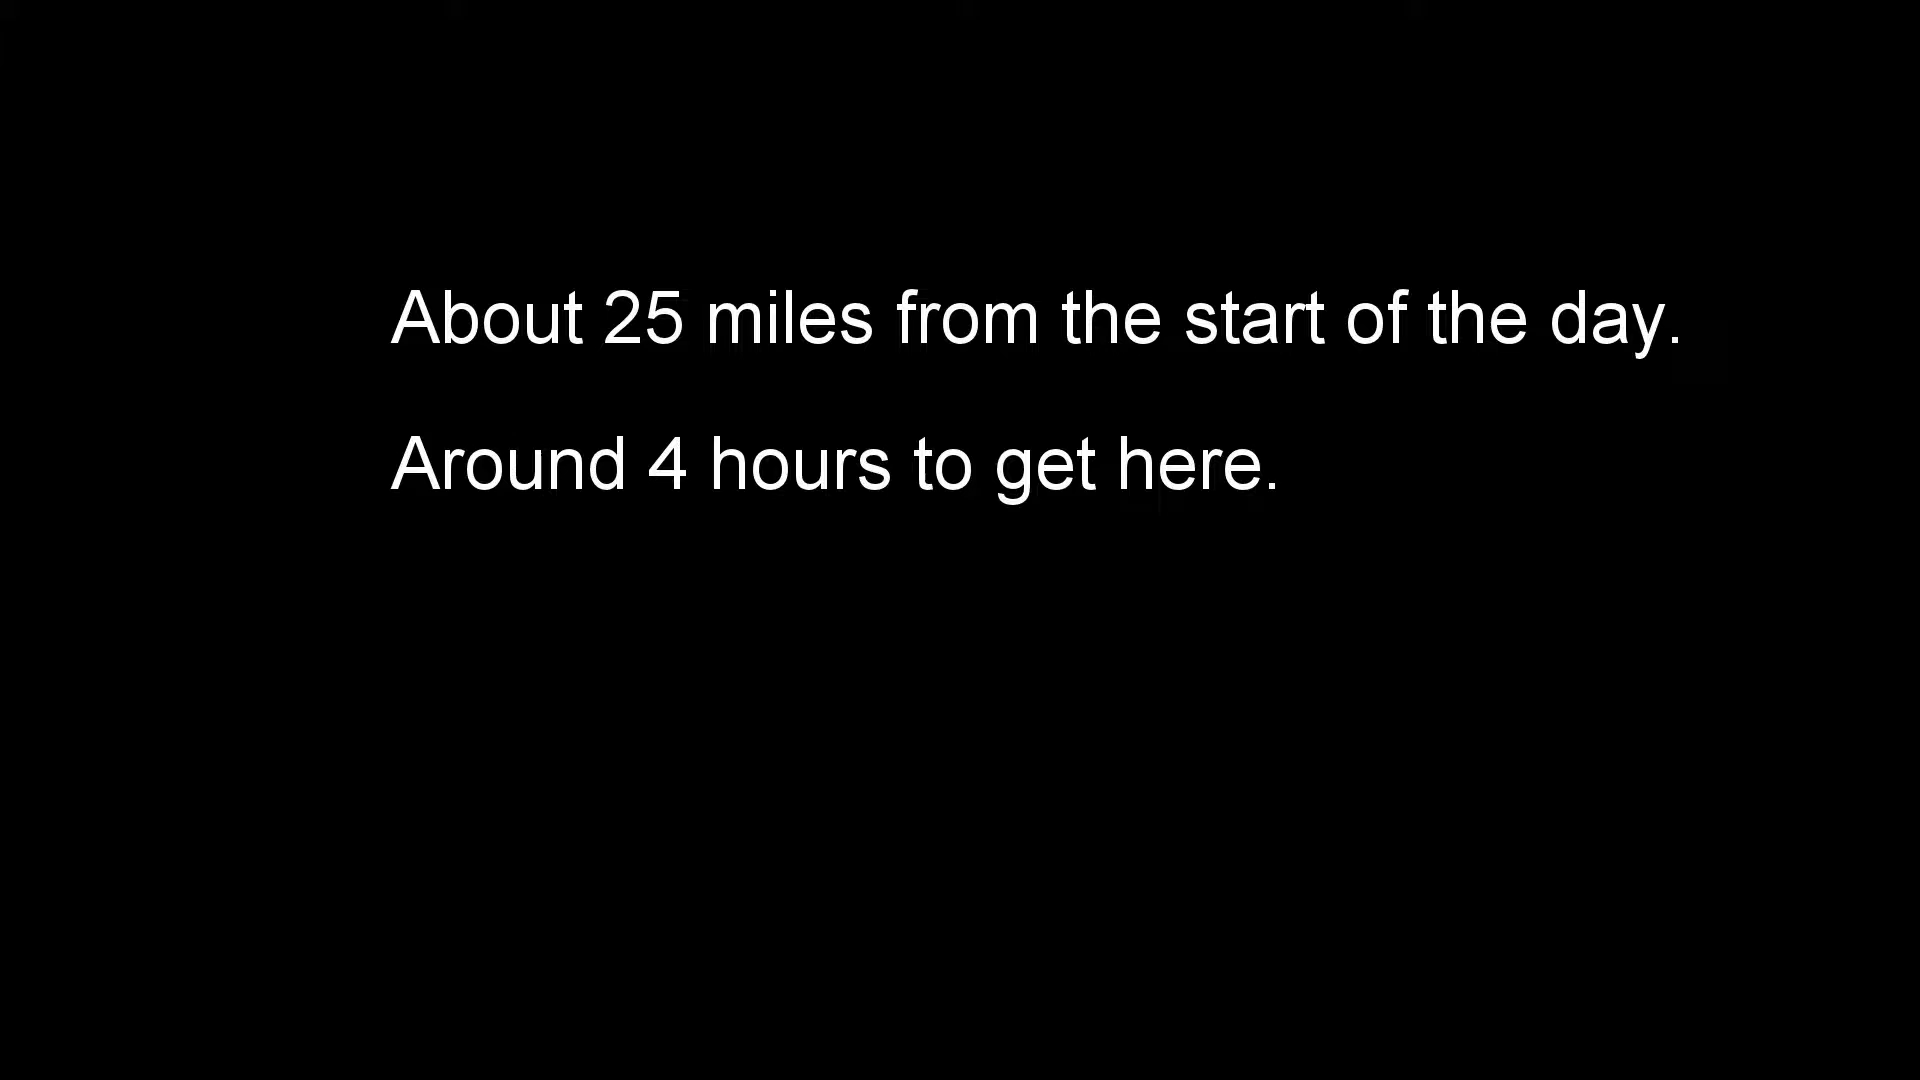 About 25 miles from the start of the day.
Around 4 hours to get here.